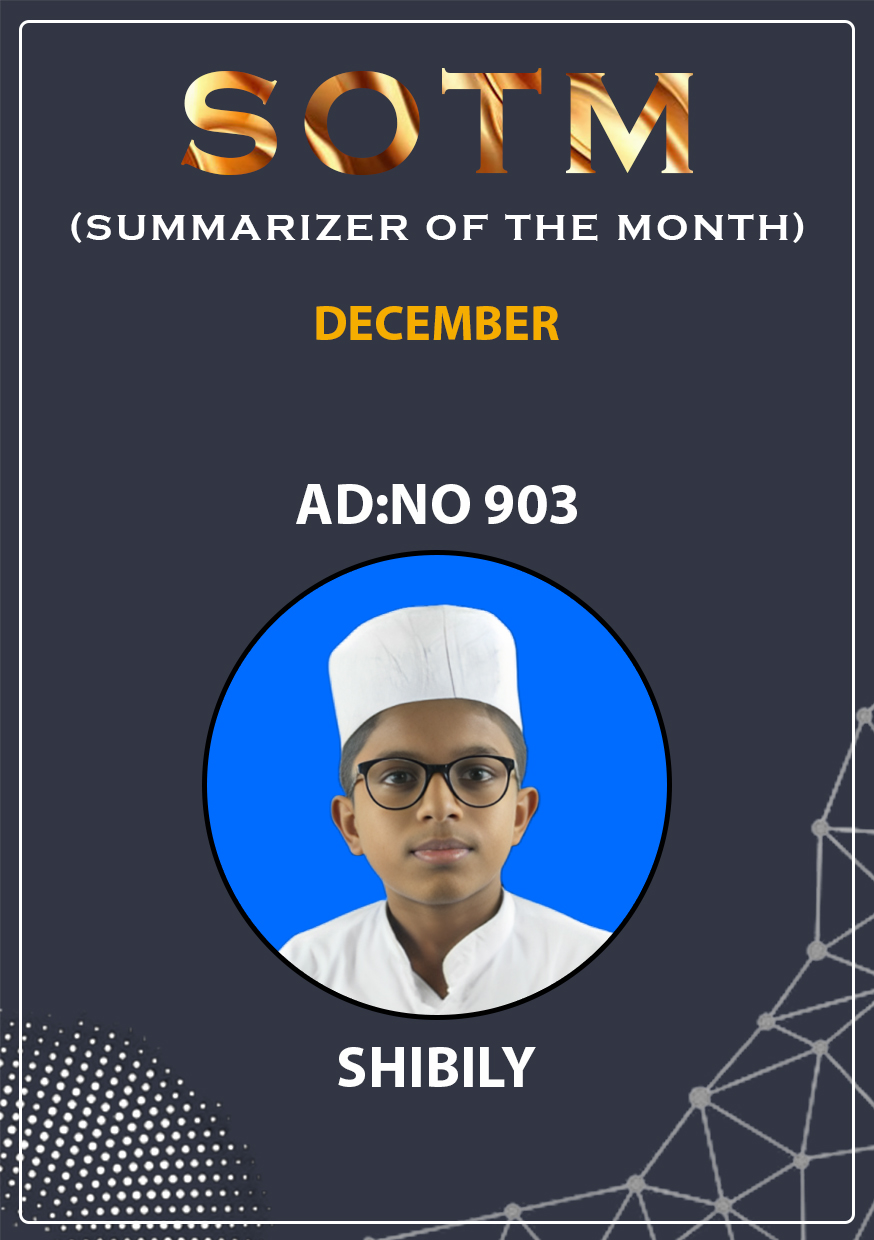 SOTM
(SUMMARIZER OF THE MONTH)
DECEMBER
AD:NO 903
SHIBILY